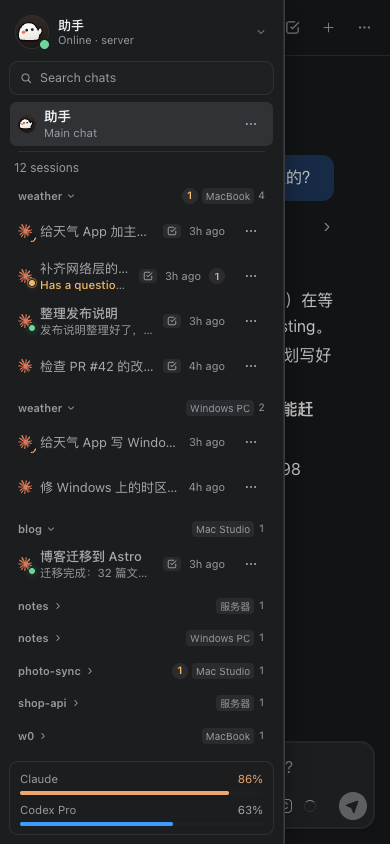 助手
Online · server
Search chats
助手
Main chat
12 sessions
weather 1 MacBook 4
给天气 App 加主... 3h ago
补齐网络层的... 3h ago 1
Has a questio...
整理发布说明 3h ago
发布说明整理好了，...
检查 PR #42 的改... 4h ago
weather Windows PC 2
给天气 App 写 Windo... 3h ago
修 Windows 上的时区... 4h ago
blog Mac Studio 1
博客迁移到 Astro 3h ago
迁移完成：32 篇文...
notes 服务器 1
notes Windows PC 1
photo-sync 1 Mac Studio 1
shop-api 服务器 1
w0 MacBook 1
Claude 86%
Codex Pro 63%
的?
）在等
sting。
划写好
能赶
98
?